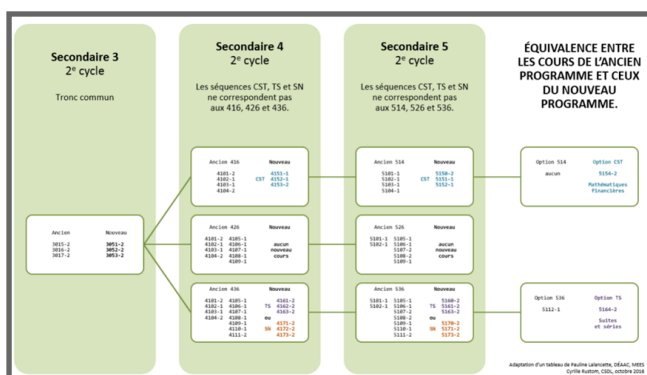 Secondaire 3
2e cycle
Tronc commun
Ancien Nouveau
3015-2 3051-2
3016-2 3052-2
3017-2 3053-2
Secondaire 4
2e cycle
Les séquences CST, TS et SN
ne correspondent pas
aux 416, 426 et 436.
Ancien 416 Nouveau
4101-2 4151-1
4102-1 CST 4152-1
4103-1 4153-2
4104-2
Ancien 426 Nouveau
4101-2 4105-1
4102-1 4106-1 aucun
4103-1 4107-1 nouveau
4104-2 4108-1 cours
4109-1
Ancien 436 Nouveau
4101-2 4105-1 4161-2
4102-1 4106-1 TS 4162-2
4103-1 4107-1 4163-2
4104-2 4108-1 ou
4109-1 4171-2
4110-1 SN 4172-2
4111-2 4173-2
Secondaire 5
2e cycle
Les séquences CST, TS et SN
ne correspondent pas
aux 514, 526 et 536.
Ancien 514 Nouveau
5101-1 5150-2
5102-1 CST 5151-1
5103-1 5152-1
5104-1
Ancien 526 Nouveau
5101-1 5105-1
5102-1 5106-1 aucun
5107-2 nouveau
5108-2 cours
5109-1
Ancien 536 Nouveau
5101-1 5105-1 5160-2
5102-1 5106-1 TS 5161-2
5107-2 5163-2
5108-2 ou
5109-1 5170-2
5110-1 SN 5171-2
5111-2 5173-2
ÉQUIVALENCE ENTRE
LES COURS DE L'ANCIEN
PROGRAMME ET CEUX
DU NOUVEAU
PROGRAMME.
Option 514 Option CST
aucun 5154-2
Mathématiques
financières
Option 536 Option TS
5112-1 5164-2
Suites
et séries
Adaptation d'un tableau de Pauline Lalancette, DÉAAC, MEES
Cyrille Rustom, CSDL, octobre 2018